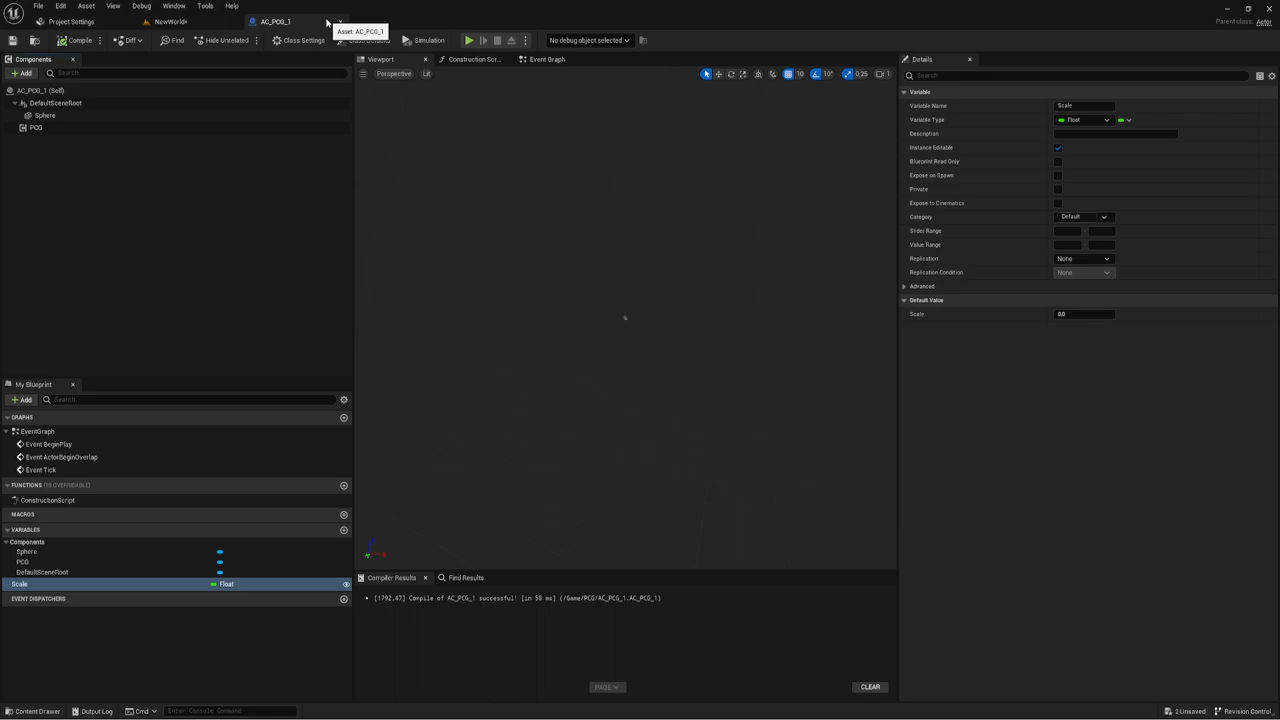 File Edit Asset View Debug Window Tools Help
Parent class: Actor
Project Settings NewWorld* AC_PCG_1
Asset: AC_PCG_1
Compile Diff Find Hide Unrelated Class Settings Simulation No debug object selected
Components
Add Search
AC_PCG_1 (Self)
DefaultSceneRoot
Sphere
PCG
Viewport Construction Scr... Event Graph
Perspective Lit 10 10° 0,25 1
Details
Search
Variable
Variable Name Scale
Variable Type Float
Description
Instance Editable
Blueprint Read Only
Expose on Spawn
Private
Expose to Cinematics
Category Default
Slider Range
Value Range
Replication None
Replication Condition None
Advanced
Default Value
Scale 0,0
My Blueprint
Add Search
GRAPHS
EventGraph
Event BeginPlay
Event ActorBeginOverlap
Event Tick
FUNCTIONS (19 OVERRIDABLE)
ConstructionScript
MACROS
VARIABLES
Components
Sphere
PCG
DefaultSceneRoot
Scale Float
EVENT DISPATCHERS
Compiler Results Find Results
[1792,47] Compile of AC_PCG_1 successful! [in 58 ms] (/Game/PCG/AC_PCG_1.AC_PCG_1)
PAGE CLEAR
Content Drawer Output Log Cmd Enter Console Command 2 Unsaved Revision Control